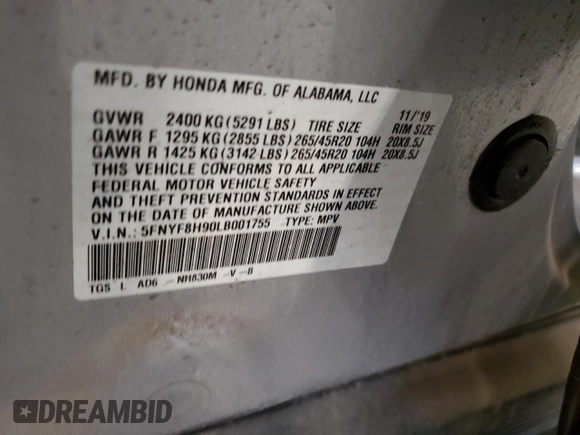 MFD. BY HONDA MFG. OF ALABAMA, LLC
GVWR 2400 KG (5291 LBS) TIRE SIZE 11/'19 RIM SIZE
GAWR F 1295 KG (2855 LBS) 265/45R20 104H 20X8.5J
GAWR R 1425 KG (3142 LBS) 265/45R20 104H 20X8.5J
THIS VEHICLE CONFORMS TO ALL APPLICABLE
FEDERAL MOTOR VEHICLE SAFETY
AND THEFT PREVENTION STANDARDS IN EFFECT
ON THE DATE OF MANUFACTURE SHOWN ABOVE.
V.I.N.: 5FNYF8H90LB001755 TYPE: MPV
TGS L AD6 NH830M -V-B
DREAMBID